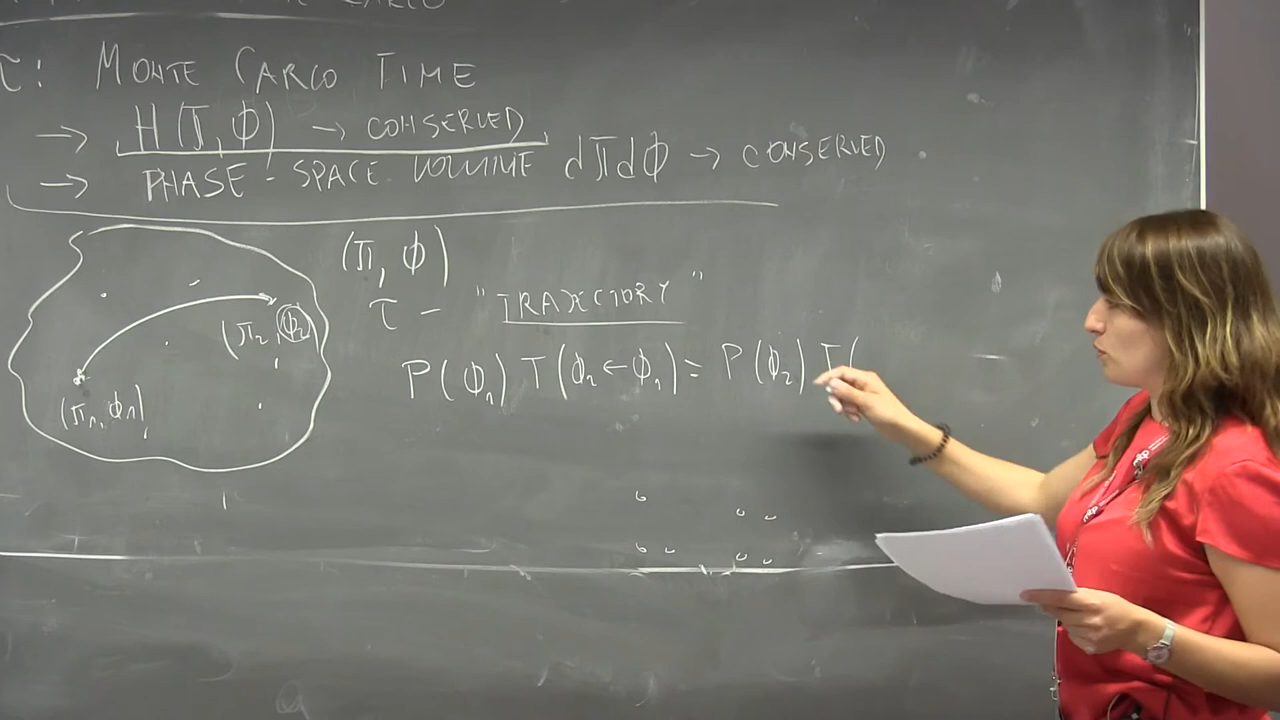 τ: MONTE CARLO TIME
→ H(π,ϕ) → CONSERVED
→ PHASE-SPACE VOLUME dπdϕ → CONSERVED
(π, ϕ)
τ - "TRAJECTORY"
(π₂, ϕ₂)
(π₁, ϕ₁)
P(ϕ₁) T(ϕ₂←ϕ₁) = P(ϕ₂) T(